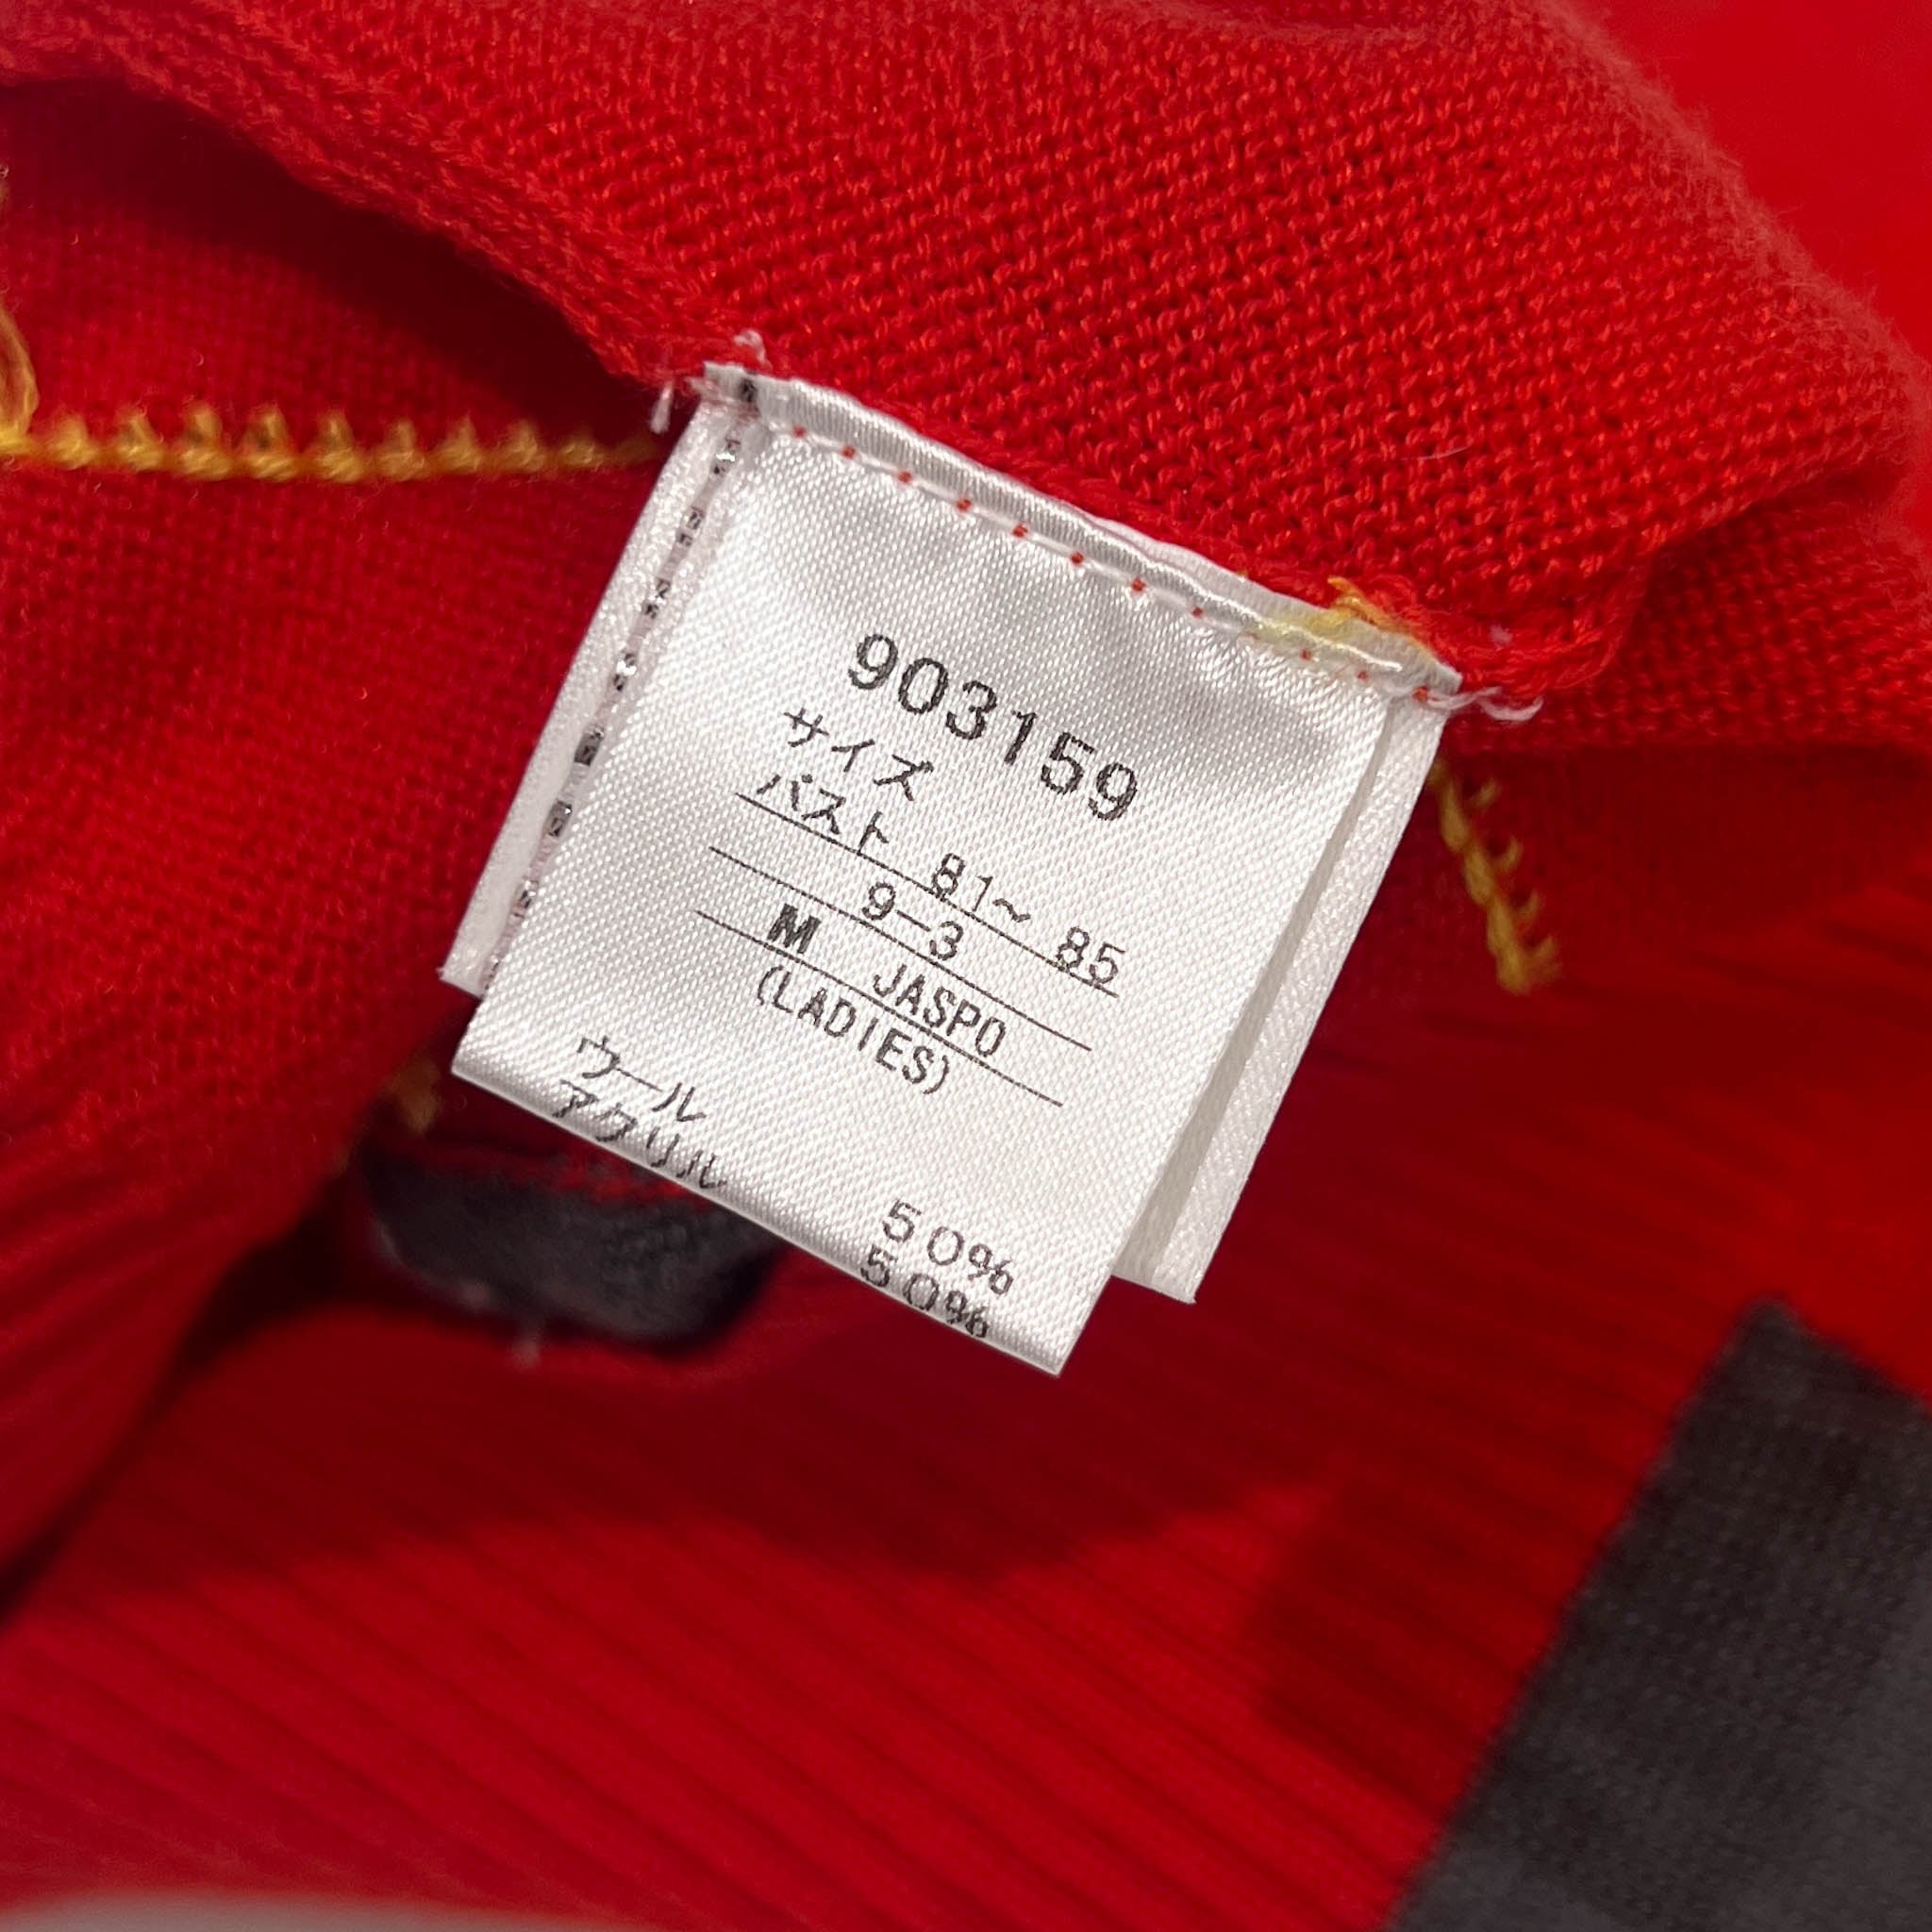 903159
サイズ
バスト 81～ 85
9-3
M JASPO
(LADIES)
ウール 50%
アクリル 50%